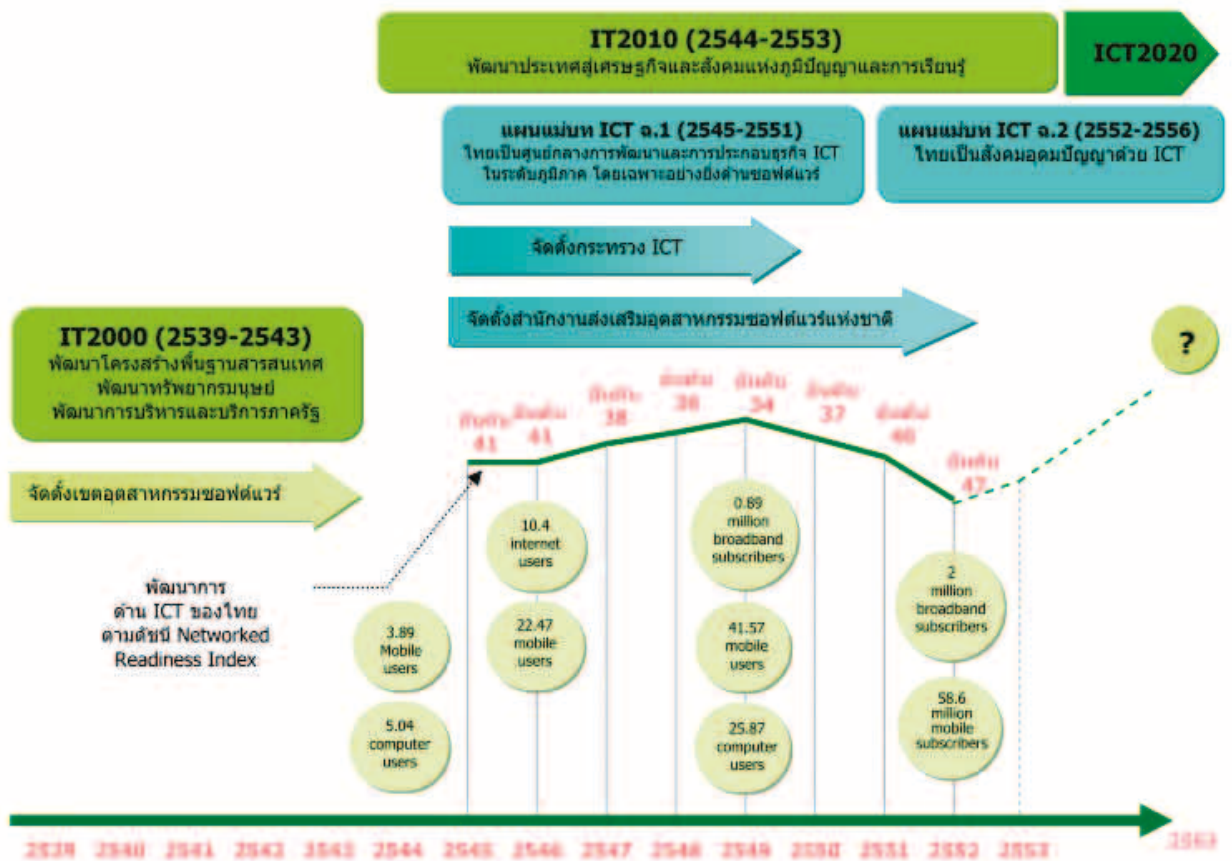 IT2010 (2544-2553)
พัฒนาประเทศสู่เศรษฐกิจและสังคมแห่งภูมิปัญญาและการเรียนรู้
ICT2020
แผนแม่บท ICT ฉ.1 (2545-2551)
ไทยเป็นศูนย์กลางการพัฒนาและการประกอบธุรกิจ ICT
ในระดับภูมิภาค โดยเฉพาะอย่างยิ่งด้านซอฟต์แวร์
แผนแม่บท ICT ฉ.2 (2552-2556)
ไทยเป็นสังคมอุดมปัญญาด้วย ICT
จัดตั้งกระทรวง ICT
จัดตั้งสำนักงานส่งเสริมอุตสาหกรรมซอฟต์แวร์แห่งชาติ
IT2000 (2539-2543)
พัฒนาโครงสร้างพื้นฐานสารสนเทศ
พัฒนาทรัพยากรมนุษย์
พัฒนาการบริหารและบริการภาครัฐ
จัดตั้งเขตอุตสาหกรรมซอฟต์แวร์
?
อันดับ
41
อันดับ
41
อันดับ
38
อันดับ
36
อันดับ
34
อันดับ
37
อันดับ
อันดับ
47
พัฒนาการ
ด้าน ICT ของไทย
ตามดัชนี Networked
Readiness Index
3.89
Mobile
users
5.04
computer
users
10.4
internet
users
22.47
mobile
users
0.89
million
broadband
subscribers
41.57
mobile
users
25.87
computer
users
2
million
broadband
subscribers
58.6
million
mobile
subscribers
2539 2540 2541 2542 2543 2544 2545 2546 2547 2548 2549 2550 2551 2552 2553 2563